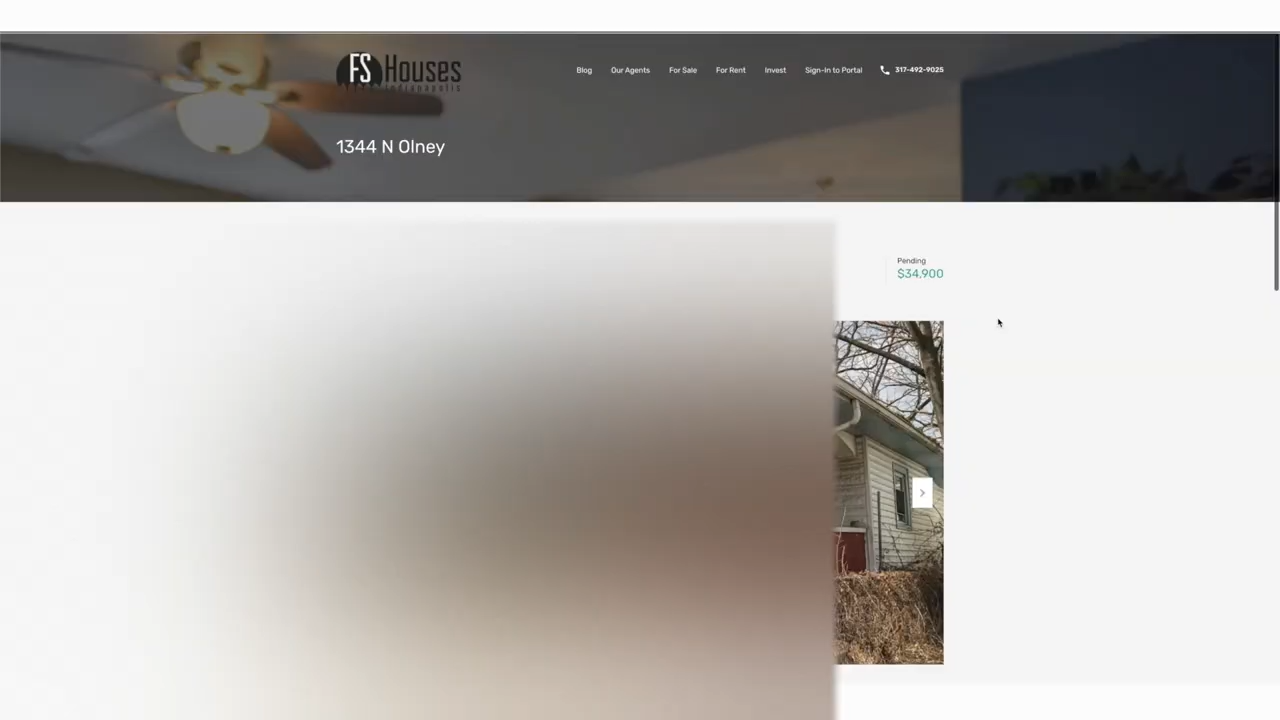 FS Houses
Indianapolis
Blog Our Agents For Sale For Rent Invest Sign-In to Portal 317-492-9025
1344 N Olney
Pending
$34,900